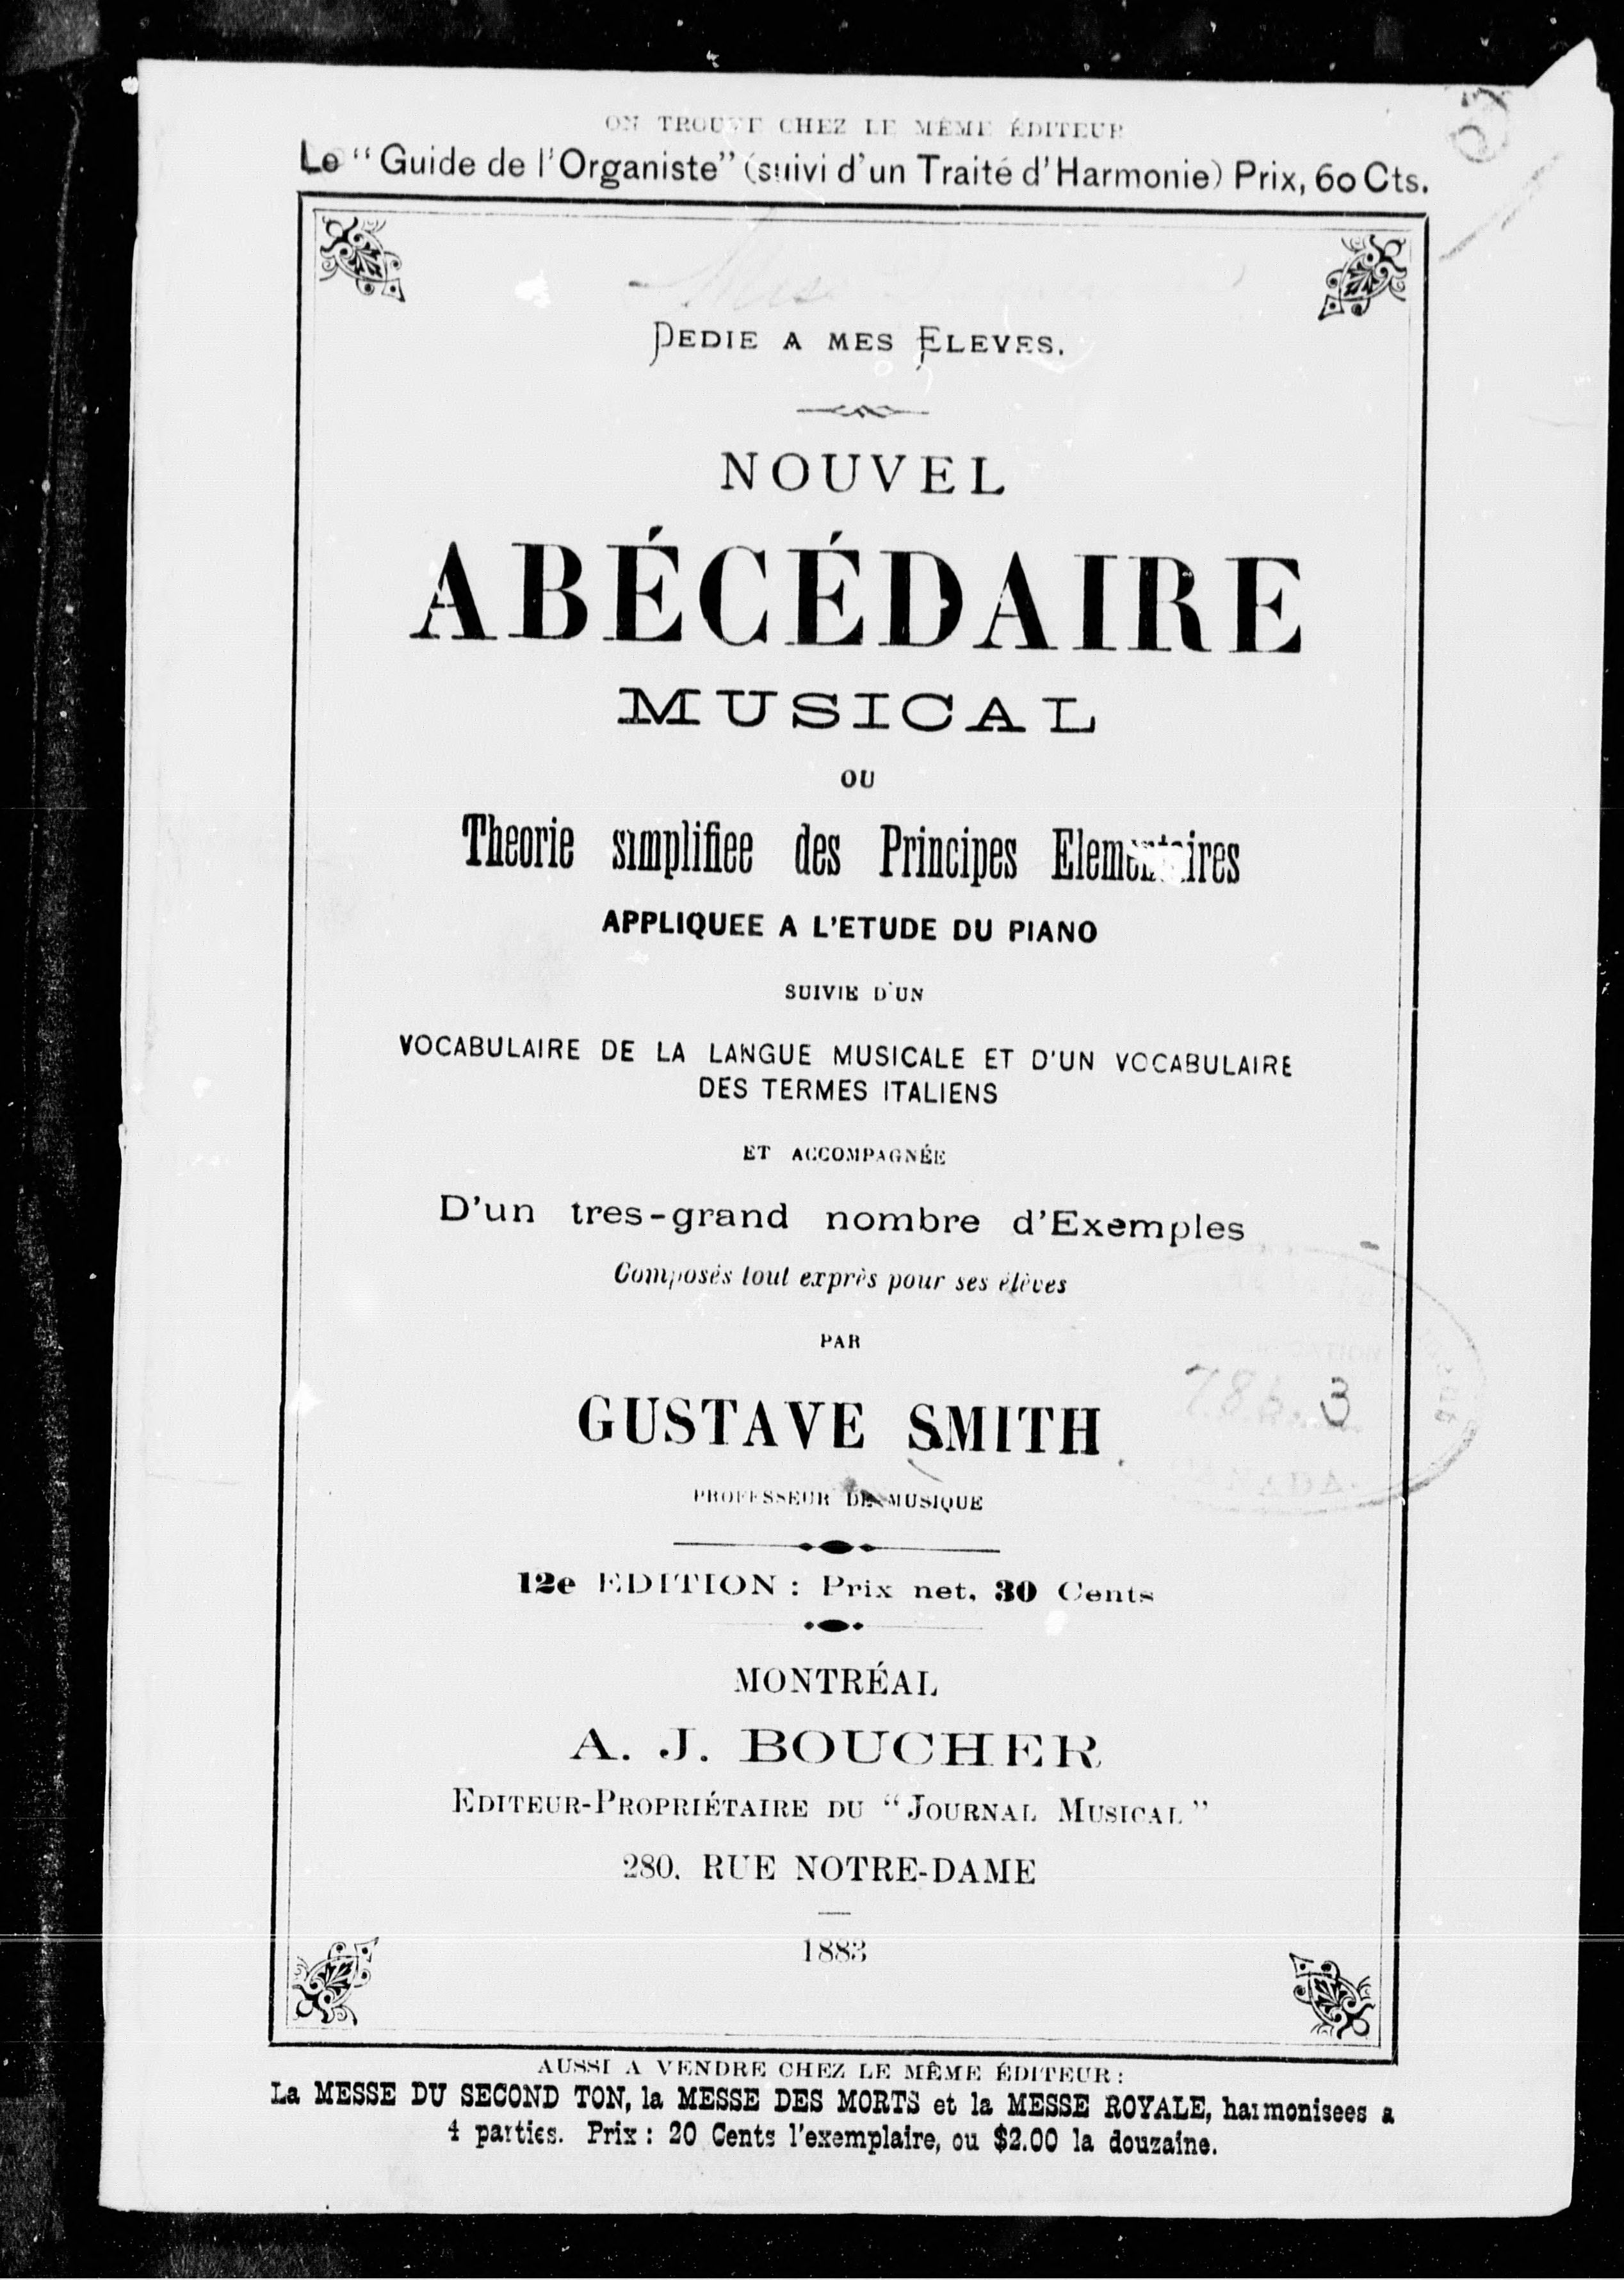 ON TROUVE CHEZ LE MÊME ÉDITEUR
Le "Guide de l'Organiste" (suivi d'un Traité d'Harmonie) Prix, 60 Cts.
DEDIE A MES ELEVES.
NOUVEL
ABÉCÉDAIRE
MUSICAL
OU
Theorie simplifiee des Principes Elementaires
APPLIQUEE A L'ETUDE DU PIANO
SUIVIE D'UN
VOCABULAIRE DE LA LANGUE MUSICALE ET D'UN VOCABULAIRE
DES TERMES ITALIENS
ET ACCOMPAGNÉE
D'un tres-grand nombre d'Exemples
Composés tout exprès pour ses élèves
PAR
GUSTAVE SMITH
PROFESSEUR DE MUSIQUE
12e EDITION : Prix net, 30 Cents
MONTRÉAL
A. J. BOUCHER
EDITEUR-PROPRIÉTAIRE DU "JOURNAL MUSICAL"
280, RUE NOTRE-DAME
1883
AUSSI A VENDRE CHEZ LE MÊME ÉDITEUR :
La MESSE DU SECOND TON, la MESSE DES MORTS et la MESSE ROYALE, harmonisees a
4 parties. Prix : 20 Cents l'exemplaire, ou $2.00 la douzaine.